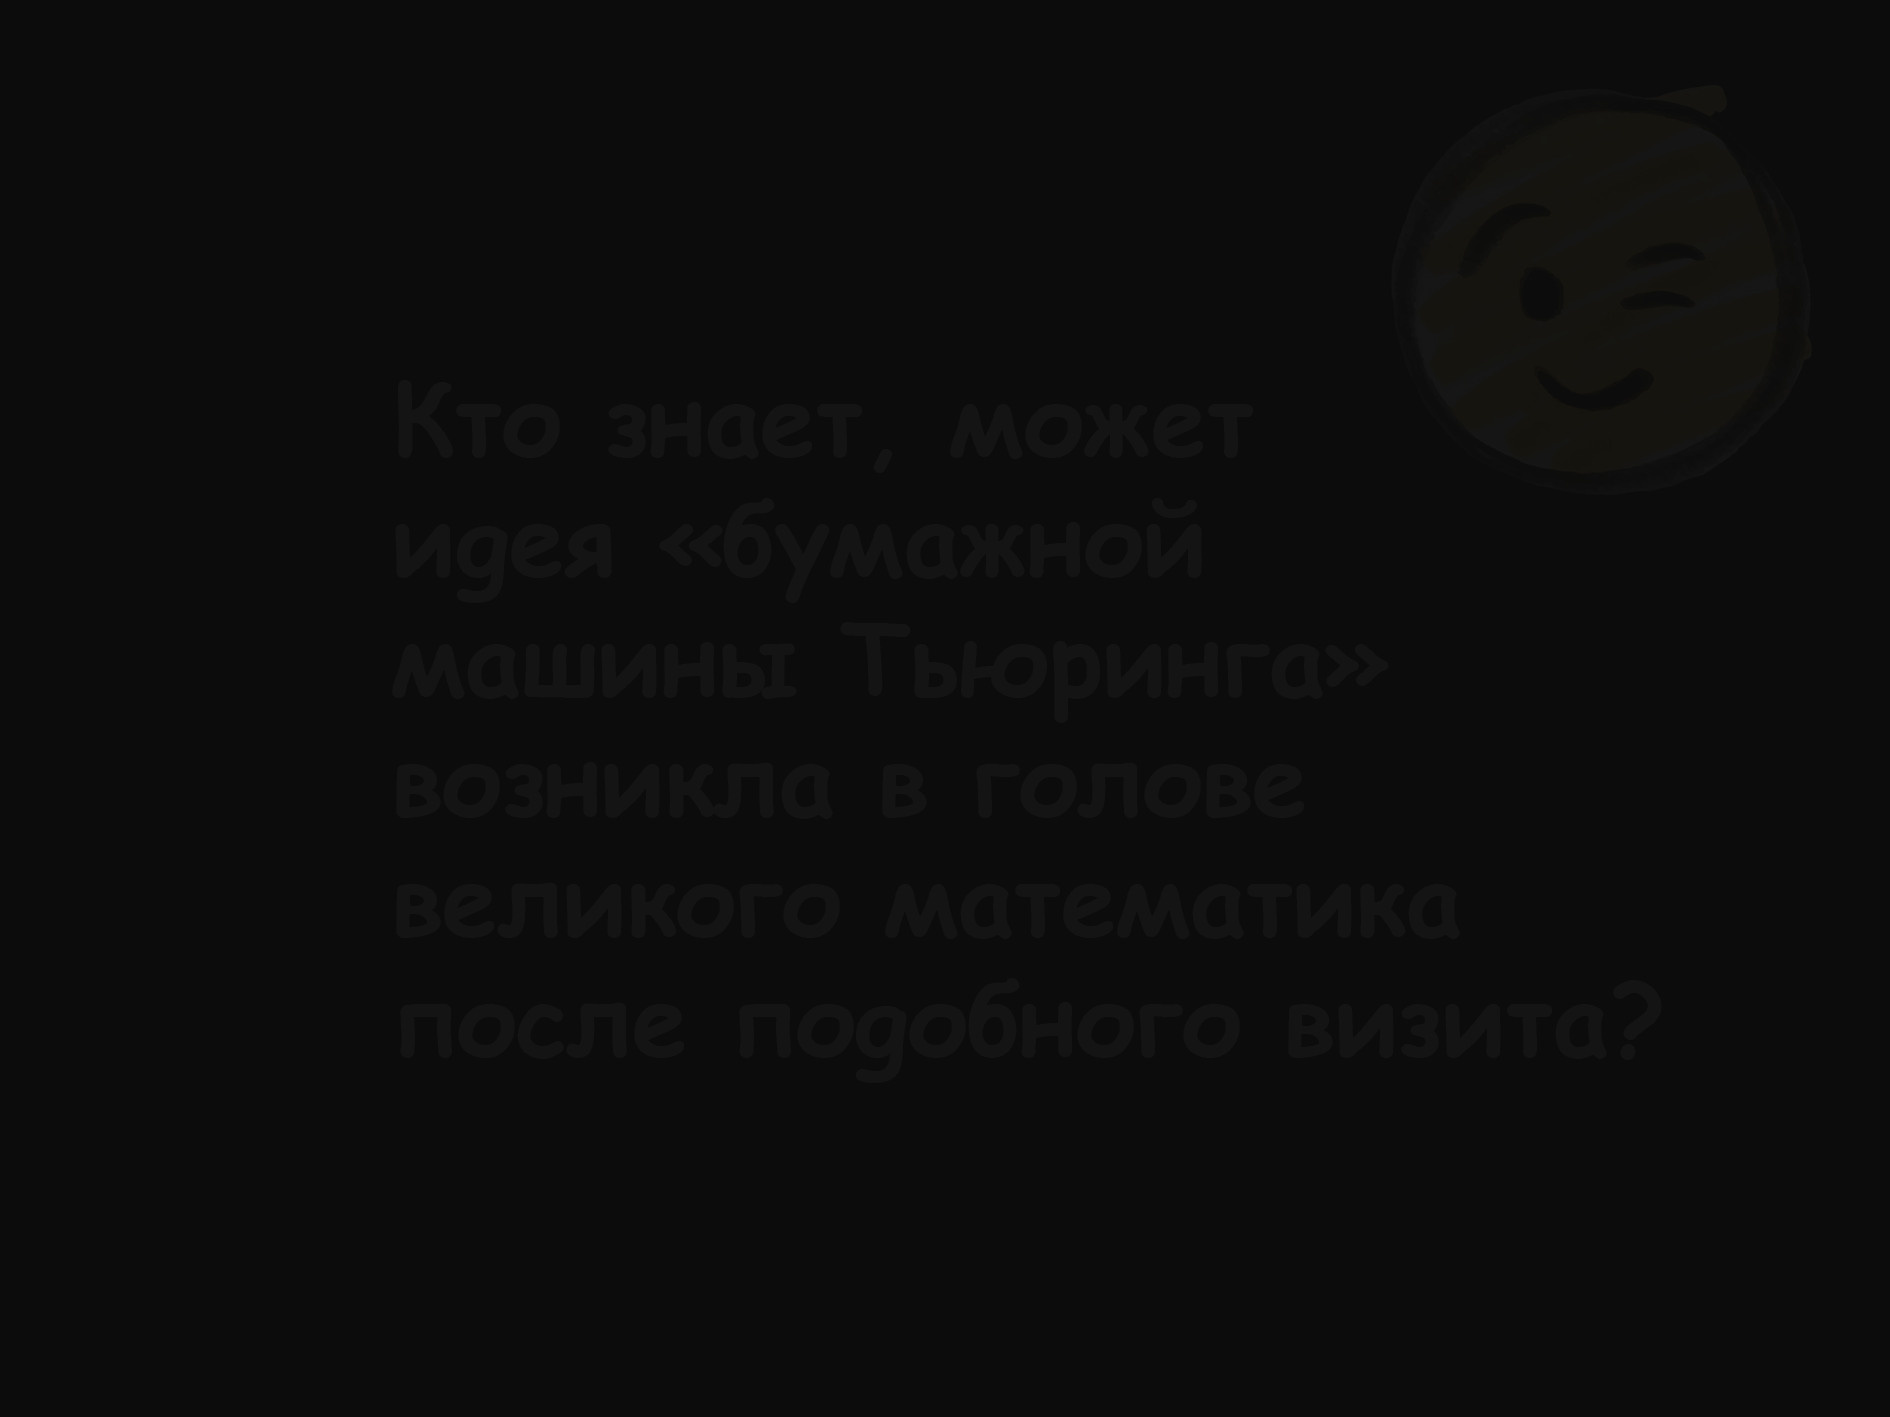 Кто знает, может
идея «бумажной
машины Тьюринга»
возникла в голове
великого математика
после подобного визита?